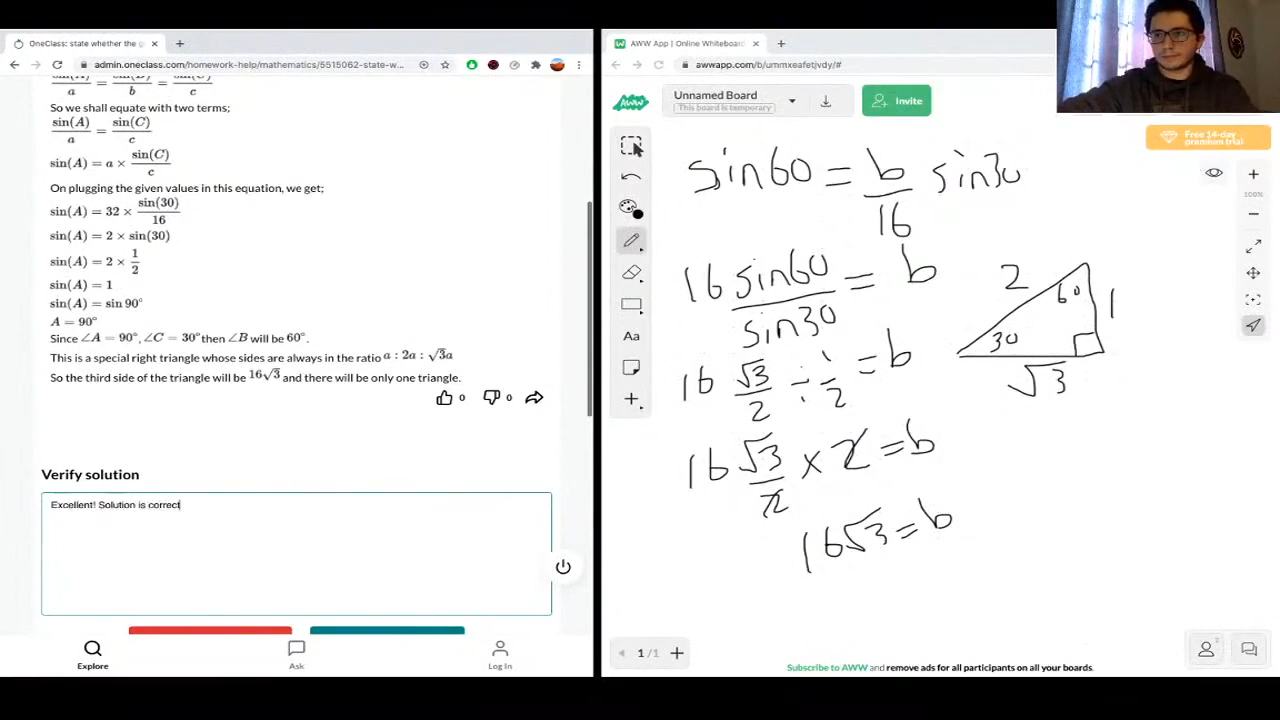 OneClass: state whether the g
AWW App | Online Whiteboard
admin.oneclass.com/homework-help/mathematics/5515062-state-w...
awwapp.com/b/ummxeafetjvdy/#
sin(A)/a = sin(B)/b = sin(C)/c
So we shall equate with two terms;
sin(A)/a = sin(C)/c
sin(A) = a × sin(C)/c
On plugging the given values in this equation, we get;
sin(A) = 32 × sin(30)/16
sin(A) = 2 × sin(30)
sin(A) = 2 × 1/2
sin(A) = 1
sin(A) = sin 90°
A = 90°
Since ∠A = 90°, ∠C = 30° then ∠B will be 60°.
This is a special right triangle whose sides are always in the ratio a : 2a : √3a
So the third side of the triangle will be 16√3 and there will be only one triangle.
0 0
Verify solution
Excellent! Solution is correct
Explore
Ask
Log In
AWW
Unnamed Board
This board is temporary
Invite
Free 14-day
premium trial
100%
Aa
sin60 = b/16 sin30
16 sin60/sin30 = b
16 √3/2 ÷ 1/2 = b
16 √3/2 × 2 = b
16√3 = b
2
60
1
30
√3
1 / 1
2
Subscribe to AWW and remove ads for all participants on all your boards.